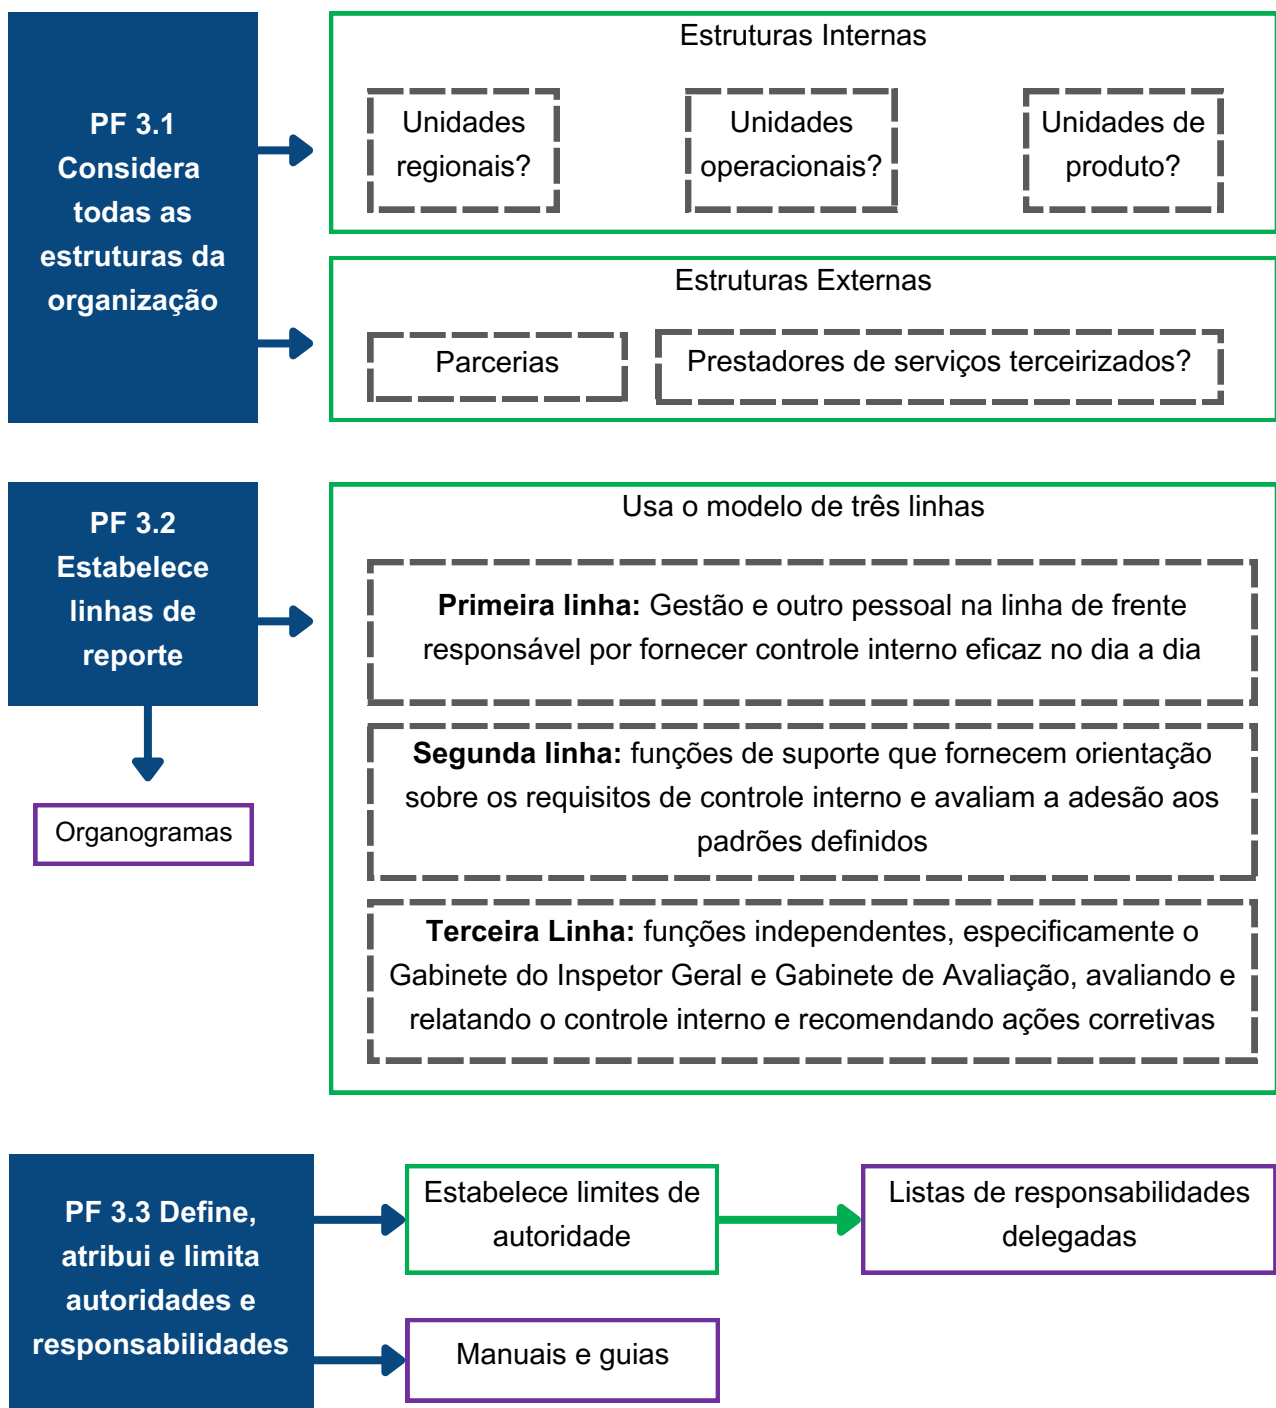 PF 3.1
Considera
todas as
estruturas da
organização
Estruturas Internas
Unidades
regionais?
Unidades
operacionais?
Unidades de
produto?
Estruturas Externas
Parcerias
Prestadores de serviços terceirizados?
PF 3.2
Estabelece
linhas de
reporte
Organogramas
Usa o modelo de três linhas
Primeira linha: Gestão e outro pessoal na linha de frente
responsável por fornecer controle interno eficaz no dia a dia
Segunda linha: funções de suporte que fornecem orientação
sobre os requisitos de controle interno e avaliam a adesão aos
padrões definidos
Terceira Linha: funções independentes, especificamente o
Gabinete do Inspetor Geral e Gabinete de Avaliação, avaliando e
relatando o controle interno e recomendando ações corretivas
PF 3.3 Define,
atribui e limita
autoridades e
responsabilidades
Estabelece limites de
autoridade
Listas de responsabilidades
delegadas
Manuais e guias